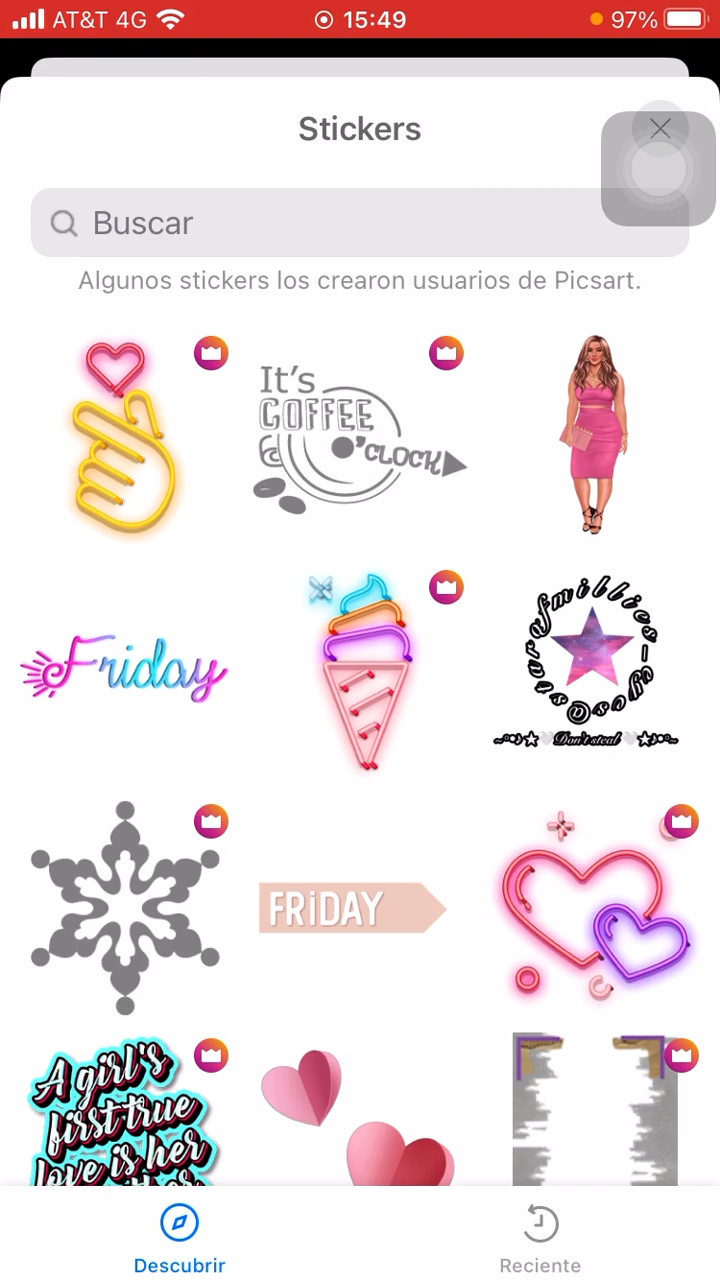 AT&T 4G 15:49 97%
Stickers
Buscar
Algunos stickers los crearon usuarios de Picsart.
It's
COFFEE
O'CLOCK
Friday
Don't steal
FRiDAY
A girl's
first true
love is her
Descubrir
Reciente